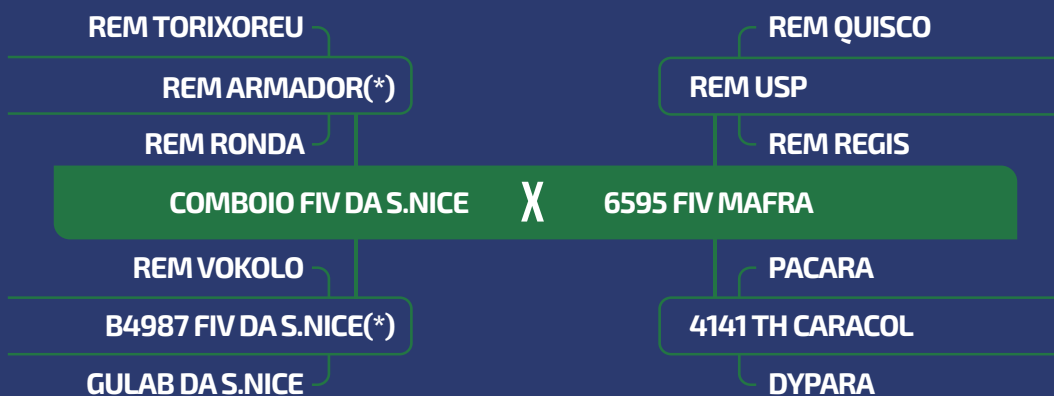 REM TORIXOREU REM QUISCO
REM ARMADOR(*) REM USP
REM RONDA REM REGIS
COMBOIO FIV DA S.NICE X 6595 FIV MAFRA
REM VOKOLO PACARA
B4987 FIV DA S.NICE(*) 4141 TH CARACOL
GULAB DA S.NICE DYPARA